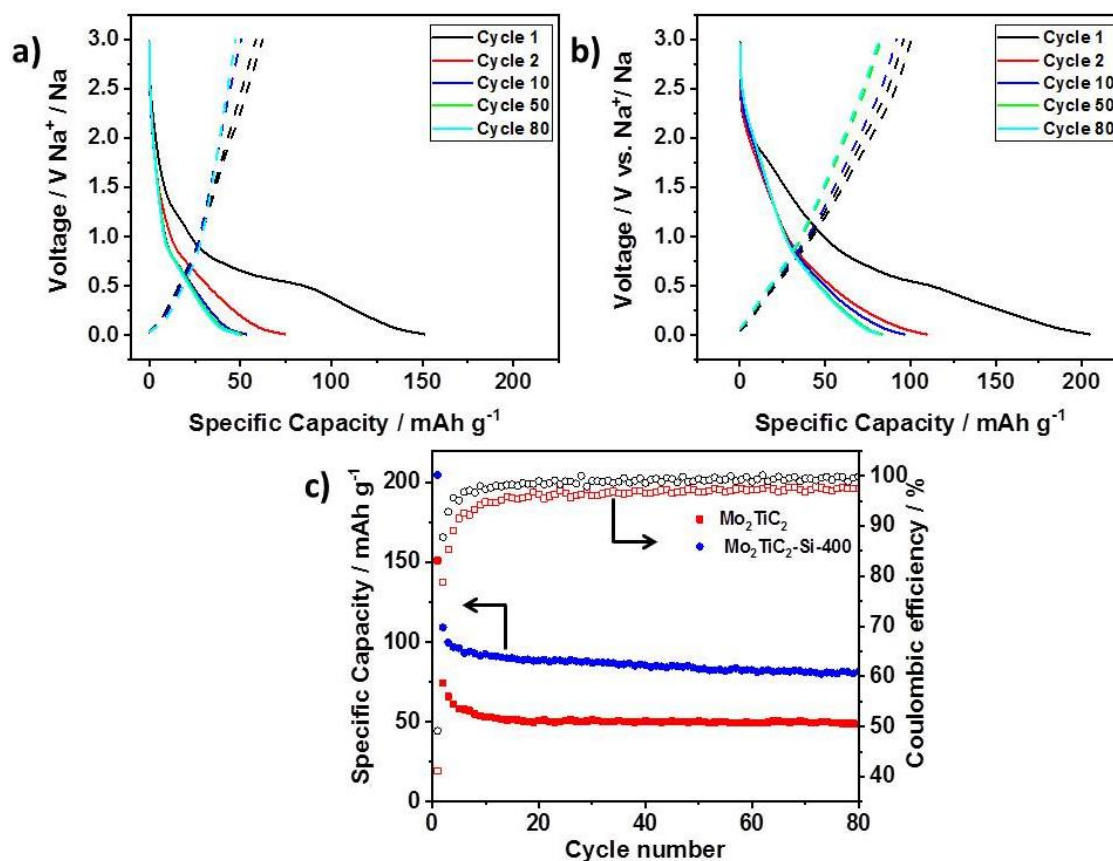 a)
Voltage / V Na⁺ / Na
3.0
2.5
2.0
1.5
1.0
0.5
0.0
Cycle 1
Cycle 2
Cycle 10
Cycle 50
Cycle 80
0 50 100 150 200
Specific Capacity / mAh g⁻¹
b)
Voltage / V vs. Na⁺/ Na
3.0
2.5
2.0
1.5
1.0
0.5
0.0
Cycle 1
Cycle 2
Cycle 10
Cycle 50
Cycle 80
0 50 100 150 200
Specific Capacity / mAh g⁻¹
c)
Specific Capacity / mAh g⁻¹
200
150
100
50
0
Mo₂TiC₂
Mo₂TiC₂-Si-400
100
90
80
70
60
50
40
Coulombic efficiency / %
0 20 40 60 80
Cycle number